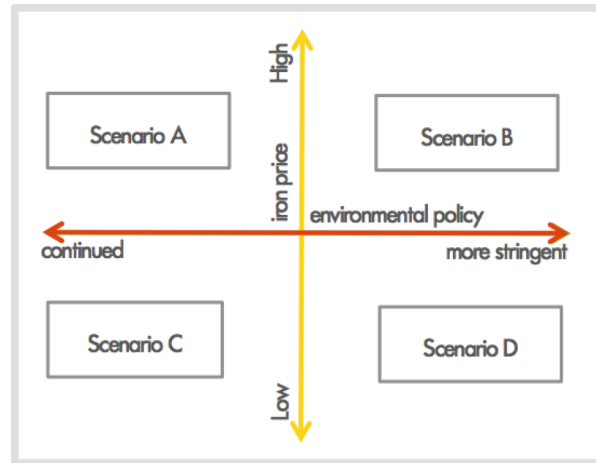 High
Scenario A
Scenario B
iron price
environmental policy
continued
more stringent
Scenario C
Scenario D
Low